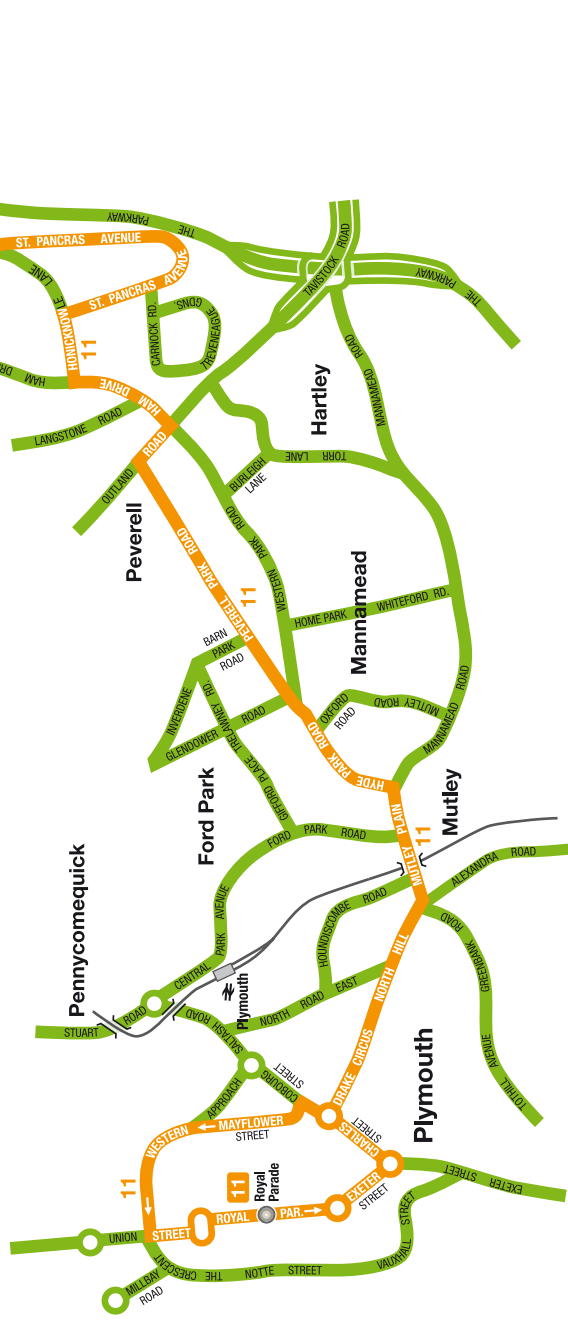 THE PARKWAY
ST. PANCRAS AVENUE
ST. PANCRAS AVENUE
LANE
HONICKNOWLE
11
HAM
DRIVE
HAM
DR
LANGSTONE ROAD
CARNOCK RD.
TREVENEAGUE
GDNS.
TAVISTOCK ROAD
THE PARKWAY
OUTLAND
ROAD
Peverell
Hartley
MANNAMEAD ROAD
TORR LANE
BURLEIGH
LANE
WESTERN PARK ROAD
PEVERELL PARK ROAD
11
HOME PARK
WHITEFORD RD.
Mannamead
BARN
PARK
ROAD
INVERDENE
TRELAWNEY RD.
GLENDOWER ROAD
GIFFORD PLACE
OXFORD
ROAD
MUTLEY ROAD
MANNAMEAD ROAD
HYDE PARK ROAD
Ford Park
FORD PARK ROAD
MUTLEY PLAIN
11
Mutley
ALEXANDRA ROAD
Pennycomequick
STUART ROAD
CENTRAL PARK AVENUE
Plymouth
SALTASH ROAD
NORTH ROAD EAST
HOUNDISCOMBE ROAD
NORTH HILL
GREENBANK ROAD
TOTHILL AVENUE
DRAKE CIRCUS
Plymouth
COBOURG
STREET
WESTERN APPROACH
MAYFLOWER
STREET
CHARLES
STREET
11
11
Royal
Parade
ROYAL PAR.
EXETER
STREET
EXETER STREET
UNION
STREET
MILLBAY
ROAD
THE CRESCENT
NOTTE STREET
VAUXHALL STREET